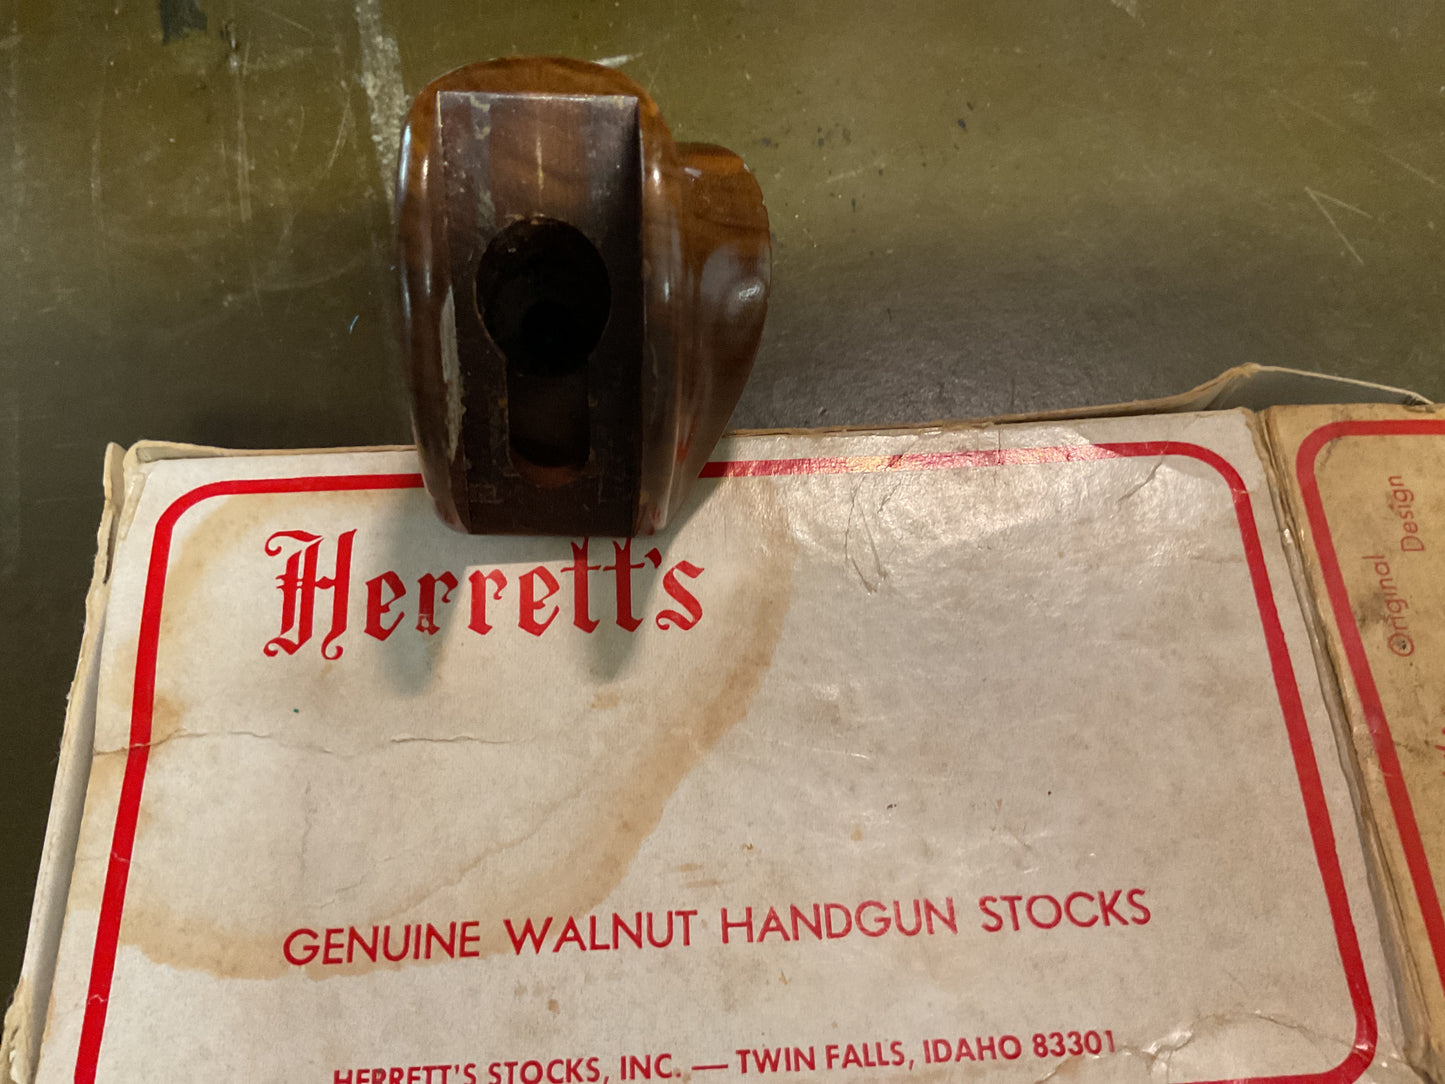 Herrett's
GENUINE WALNUT HANDGUN STOCKS
HERRETT'S STOCKS, INC. — TWIN FALLS, IDAHO 83301
Original
Design